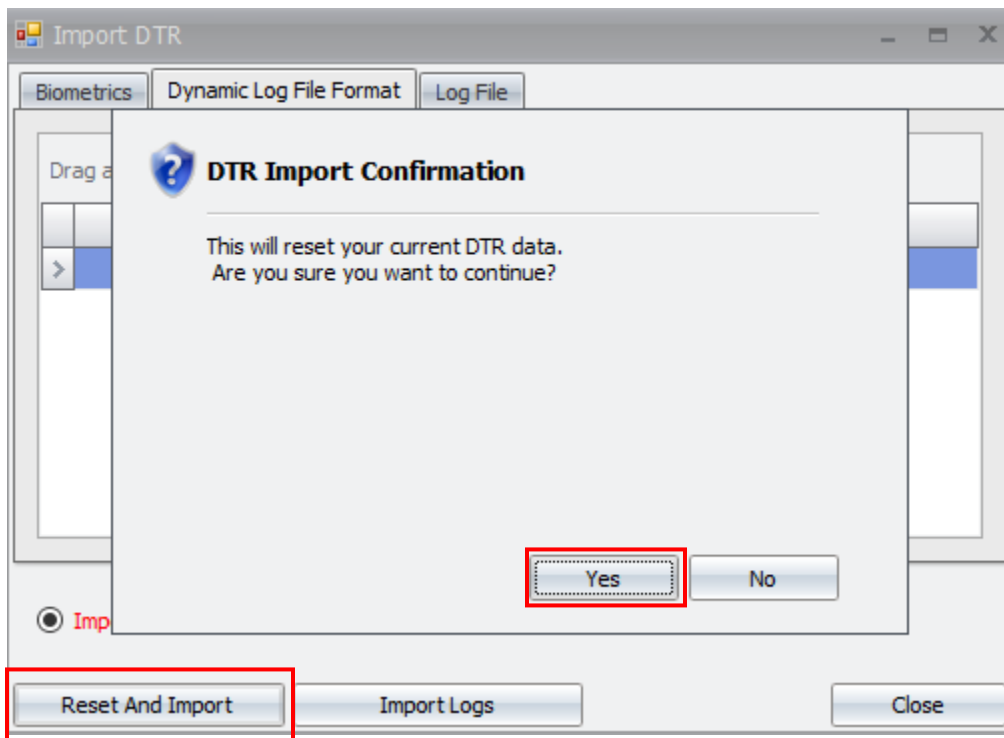 Import DTR
Biometrics Dynamic Log File Format Log File
Drag a
DTR Import Confirmation
This will reset your current DTR data.
Are you sure you want to continue?
Yes No
Imp
Reset And Import Import Logs Close